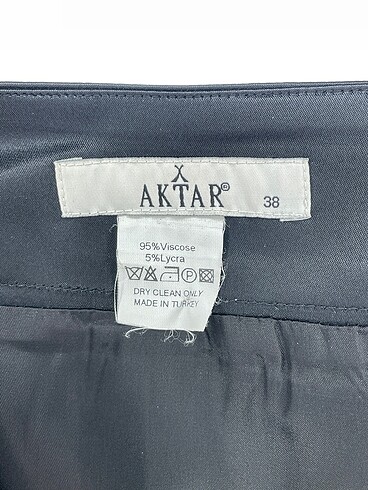 AKTAR®
38
95%Viscose
5%Lycra
P
DRY CLEAN ONLY
MADE IN TURKEY